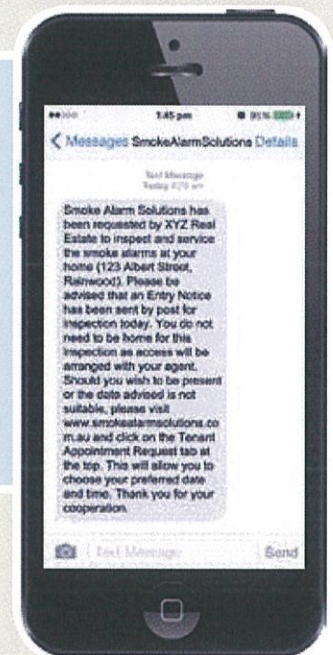 1:45 pm
Messages SmokeAlarmSolutions Details
Text Message
Today
Smoke Alarm Solutions has
been requested by XYZ Real
Estate to inspect and service
the smoke alarms at your
home (123 Albert Street,
Rainwood). Please be
advised that an Entry Notice
has been sent by post for
inspection today. You do not
need to be home for this
inspection as access will be
arranged with your agent.
Should you wish to be present
or the date advised is not
suitable, please visit
www.smokealarmsolutions.co
m.au and click on the Tenant
Appointment Request tab at
the top. This will allow you to
choose your preferred date
and time. Thank you for your
cooperation.
Text Message Send